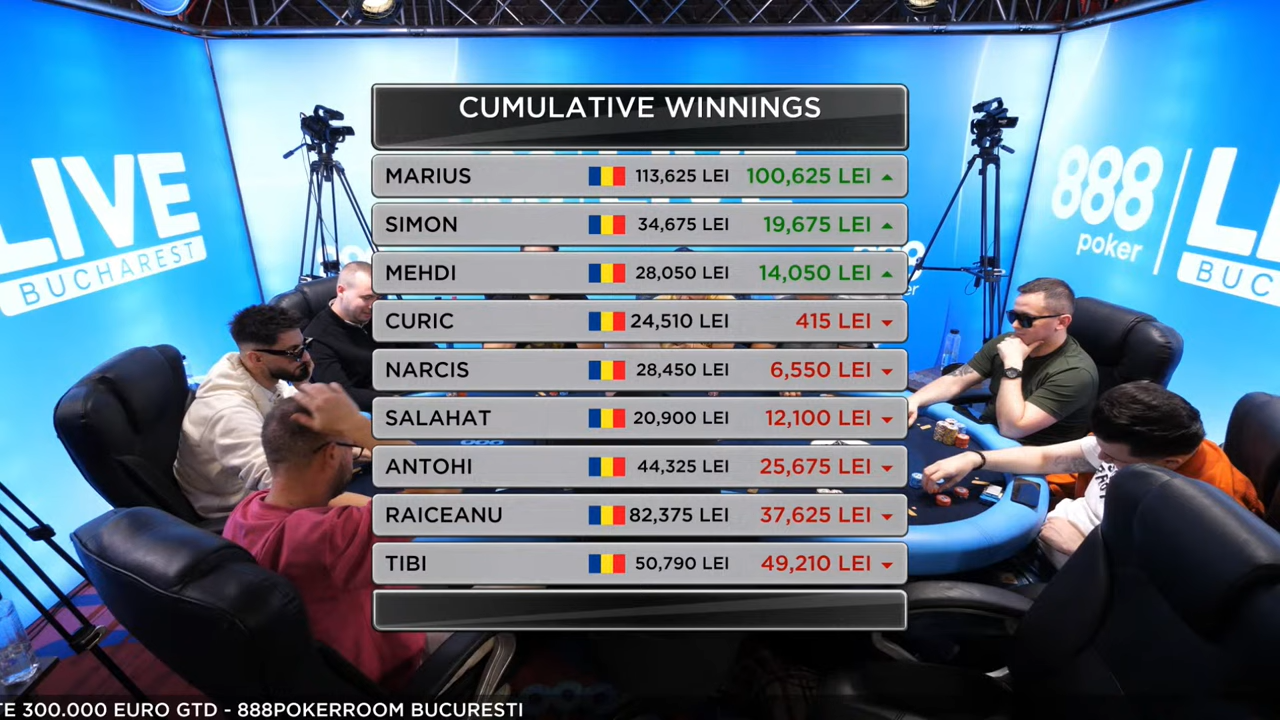 CUMULATIVE WINNINGS
MARIUS 113,625 LEI 100,625 LEI
SIMON 34,675 LEI 19,675 LEI
MEHDI 28,050 LEI 14,050 LEI
CURIC 24,510 LEI 415 LEI
NARCIS 28,450 LEI 6,550 LEI
SALAHAT 20,900 LEI 12,100 LEI
ANTOHI 44,325 LEI 25,675 LEI
RAICEANU 82,375 LEI 37,625 LEI
TIBI 50,790 LEI 49,210 LEI
LIVE
BUCHAREST
888
poker
TE 300.000 EURO GTD - 888POKERROOM BUCURESTI